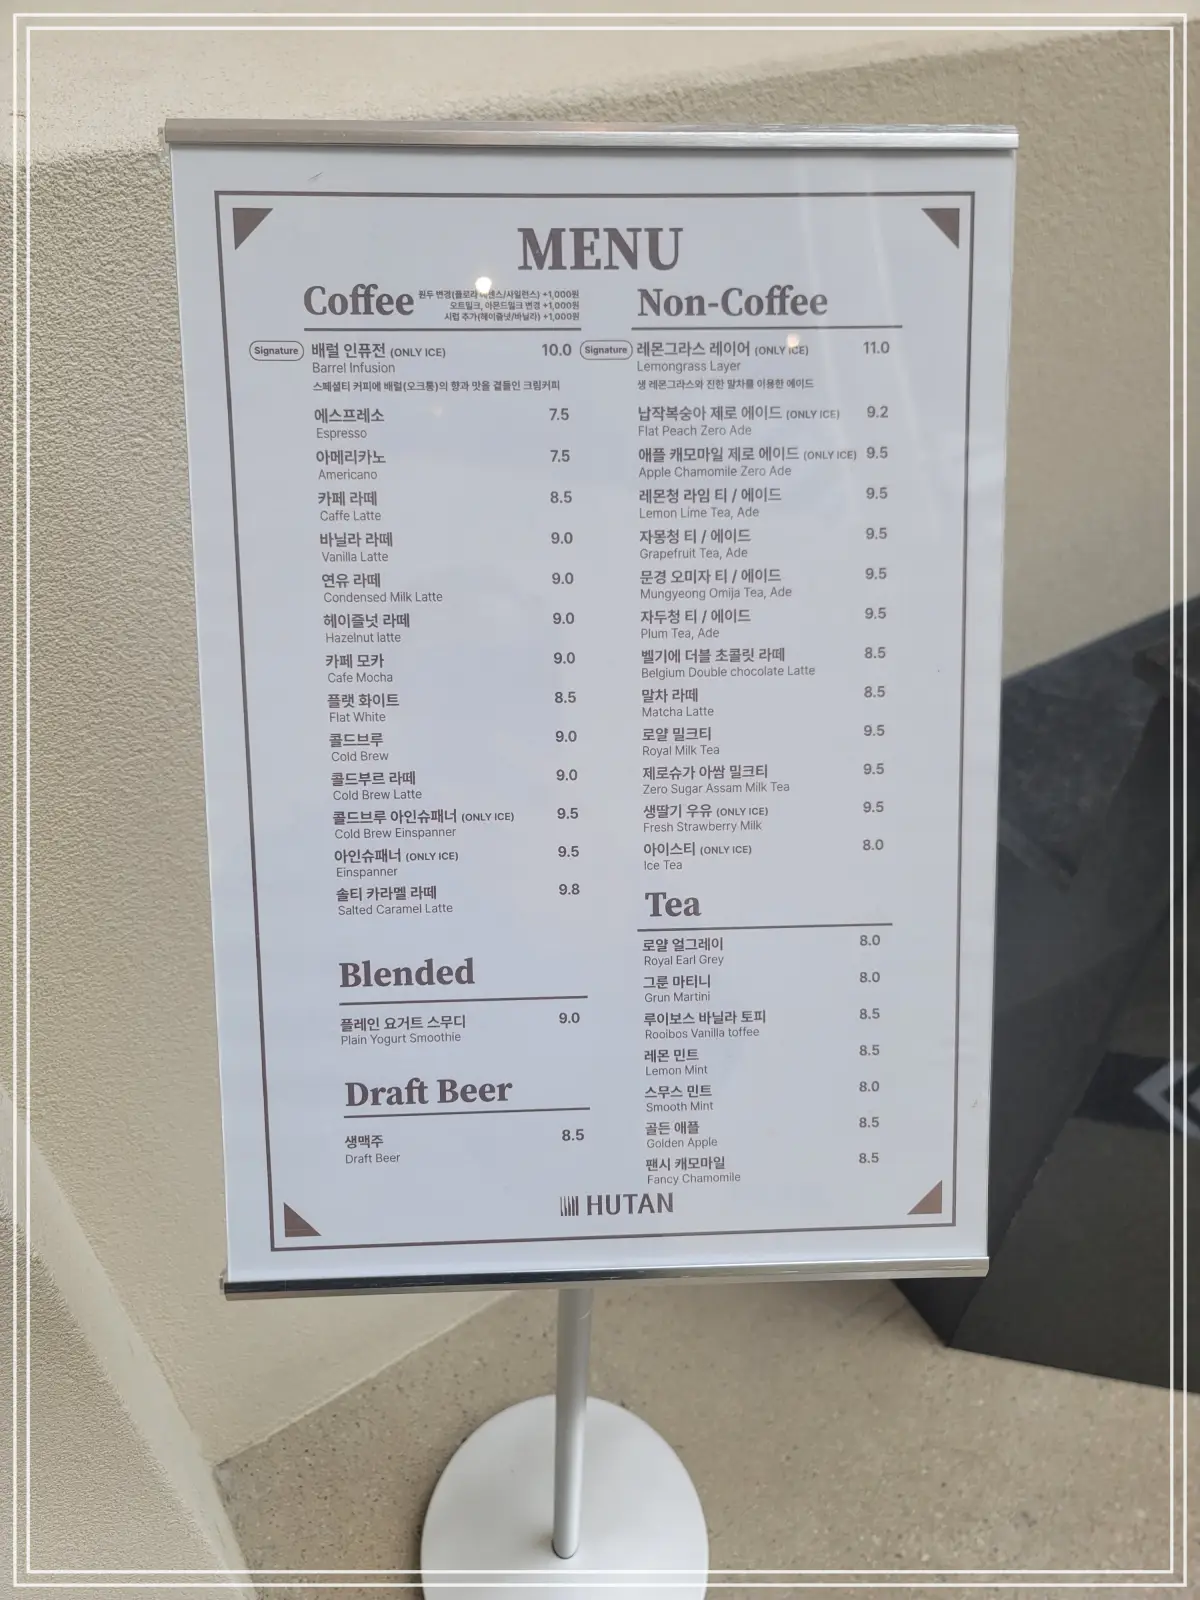 MENU
Coffee
원두 변경(플로라 에센스/사일런스) +1,000원
오트밀크, 아몬드밀크 변경 +1,000원
시럽 추가(헤이즐넛/바닐라) +1,000원
Signature 배럴 인퓨전 (ONLY ICE) 10.0
Barrel Infusion
스페셜티 커피에 배럴(오크통)의 향과 맛을 곁들인 크림커피
에스프레소 7.5
Espresso
아메리카노 7.5
Americano
카페 라떼 8.5
Caffe Latte
바닐라 라떼 9.0
Vanilla Latte
연유 라떼 9.0
Condensed Milk Latte
헤이즐넛 라떼 9.0
Hazelnut latte
카페 모카 9.0
Cafe Mocha
플랫 화이트 8.5
Flat White
콜드브루 9.0
Cold Brew
콜드부르 라떼 9.0
Cold Brew Latte
콜드브루 아인슈패너 (ONLY ICE) 9.5
Cold Brew Einspanner
아인슈패너 (ONLY ICE) 9.5
Einspanner
솔티 카라멜 라떼 9.8
Salted Caramel Latte
Blended
플레인 요거트 스무디 9.0
Plain Yogurt Smoothie
Draft Beer
생맥주 8.5
Draft Beer
Non-Coffee
Signature 레몬그라스 레이어 (ONLY ICE) 11.0
Lemongrass Layer
생 레몬그라스와 진한 말차를 이용한 에이드
납작복숭아 제로 에이드 (ONLY ICE) 9.2
Flat Peach Zero Ade
애플 캐모마일 제로 에이드 (ONLY ICE) 9.5
Apple Chamomile Zero Ade
레몬청 라임 티 / 에이드 9.5
Lemon Lime Tea, Ade
자몽청 티 / 에이드 9.5
Grapefruit Tea, Ade
문경 오미자 티 / 에이드 9.5
Mungyeong Omija Tea, Ade
자두청 티 / 에이드 9.5
Plum Tea, Ade
벨기에 더블 초콜릿 라떼 8.5
Belgium Double chocolate Latte
말차 라떼 8.5
Matcha Latte
로얄 밀크티 9.5
Royal Milk Tea
제로슈가 아쌈 밀크티 9.5
Zero Sugar Assam Milk Tea
생딸기 우유 (ONLY ICE) 9.5
Fresh Strawberry Milk
아이스티 (ONLY ICE) 8.0
Ice Tea
Tea
로얄 얼그레이 8.0
Royal Earl Grey
그룬 마티니 8.0
Grun Martini
루이보스 바닐라 토피 8.5
Rooibos Vanilla toffee
레몬 민트 8.5
Lemon Mint
스무스 민트 8.0
Smooth Mint
골든 애플 8.5
Golden Apple
팬시 캐모마일 8.5
Fancy Chamomile
HUTAN